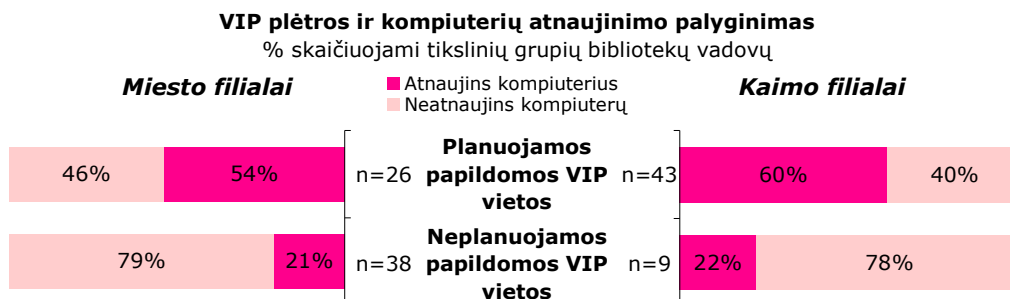 VIP plėtros ir kompiuterių atnaujinimo palyginimas
% skaičiuojami tikslinių grupių bibliotekų vadovų
Miesto filialai
Atnaujins kompiuterius
Neatnaujins kompiuterų
Kaimo filialai
46%
54%
n=26
Planuojamos
papildomos VIP
vietos
n=43
60%
40%
79%
21%
n=38
Neplanuojamos
papildomos VIP
vietos
n=9
22%
78%